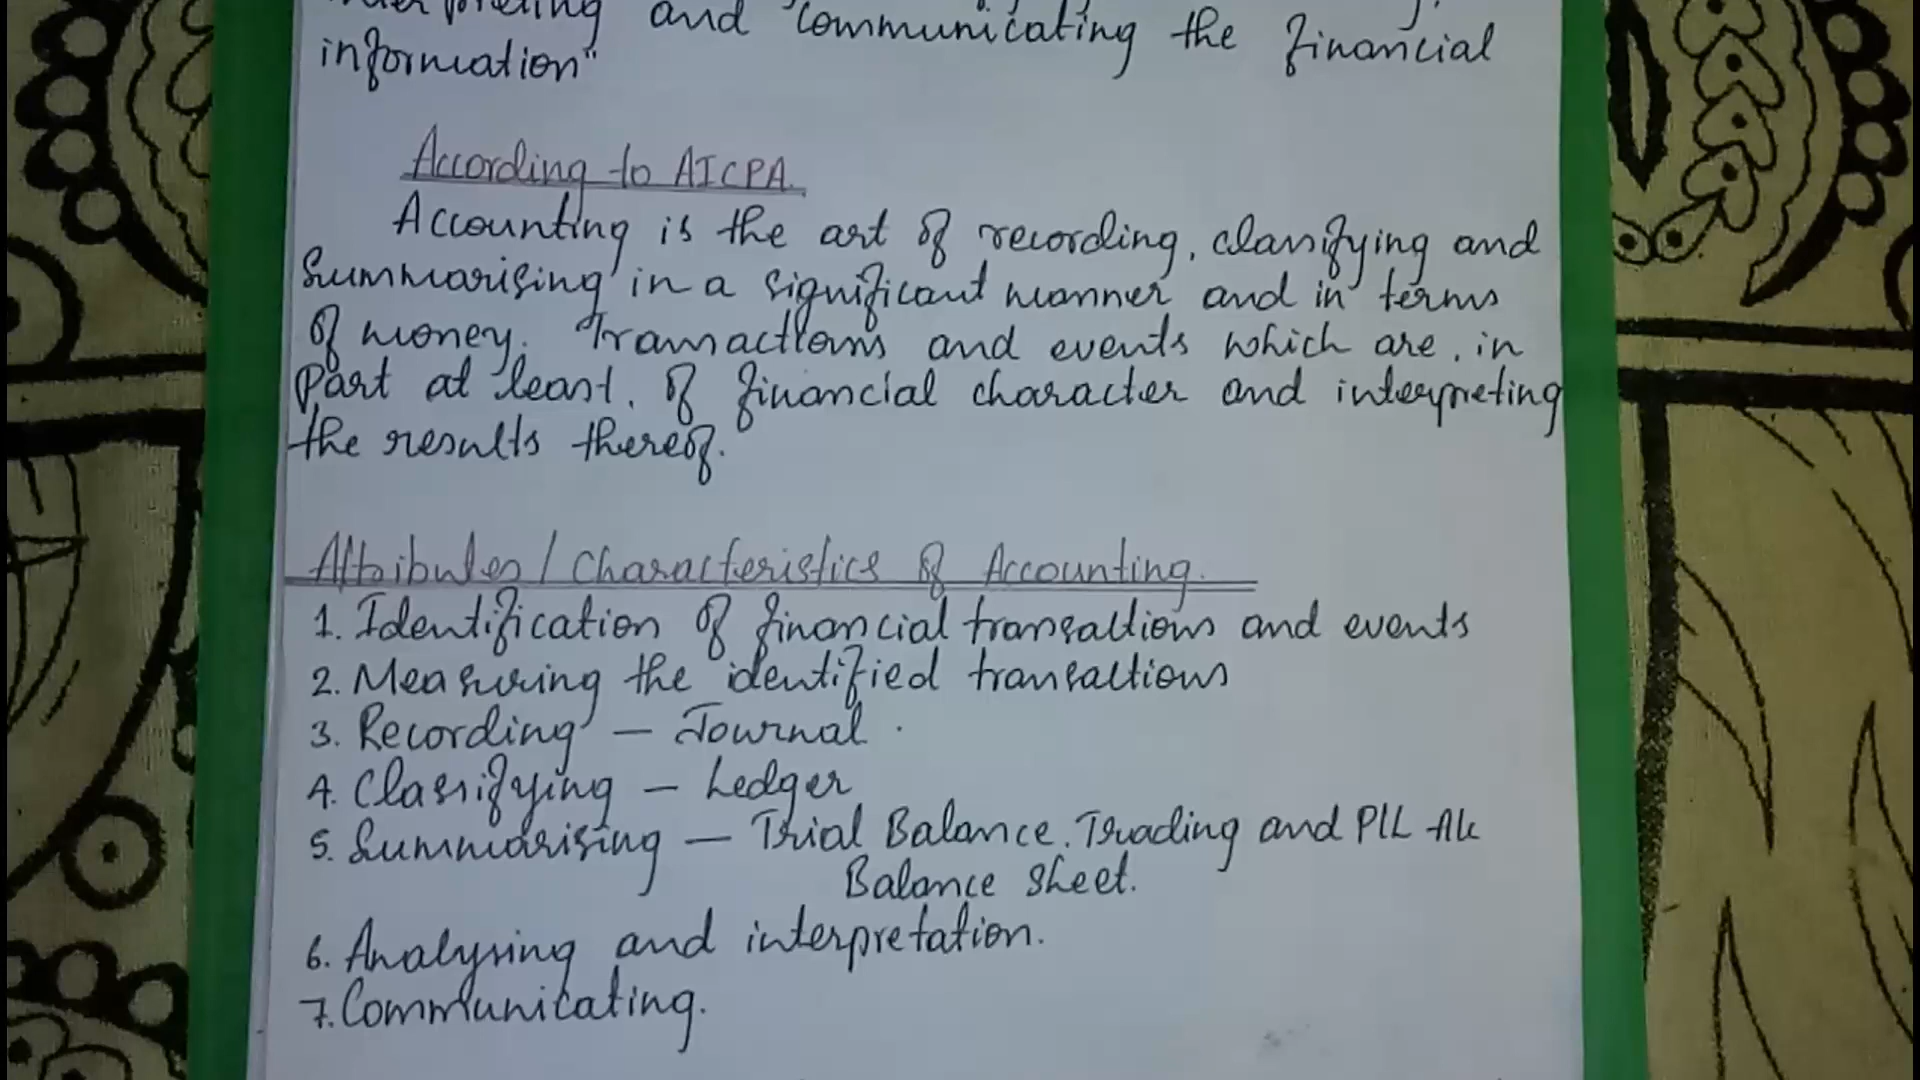 and communicating the financial
information"
According to AICPA.
Accounting is the art of recording, classifying and
Summarising in a significant manner and in terms
of money. Transactions and events which are, in
Part at least, of financial character and interpreting
the results thereof.
Attributes/Characteristics of Accounting.
1. Identification of financial transactions and events
2. Measuring the identified transactions
3. Recording — Journal
4. Classifying — Ledger
5. Summarising — Trial Balance, Trading and P/L A/c
Balance Sheet.
6. Analysing and interpretation.
7. Communicating.